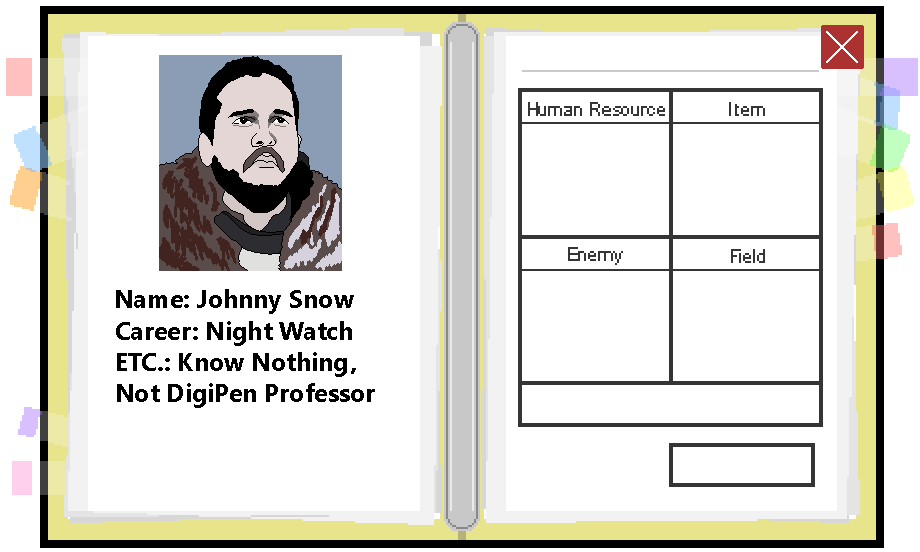 Name: Johnny Snow
Career: Night Watch
ETC.: Know Nothing,
Not DigiPen Professor
Human Resource
Item
Enemy
Field